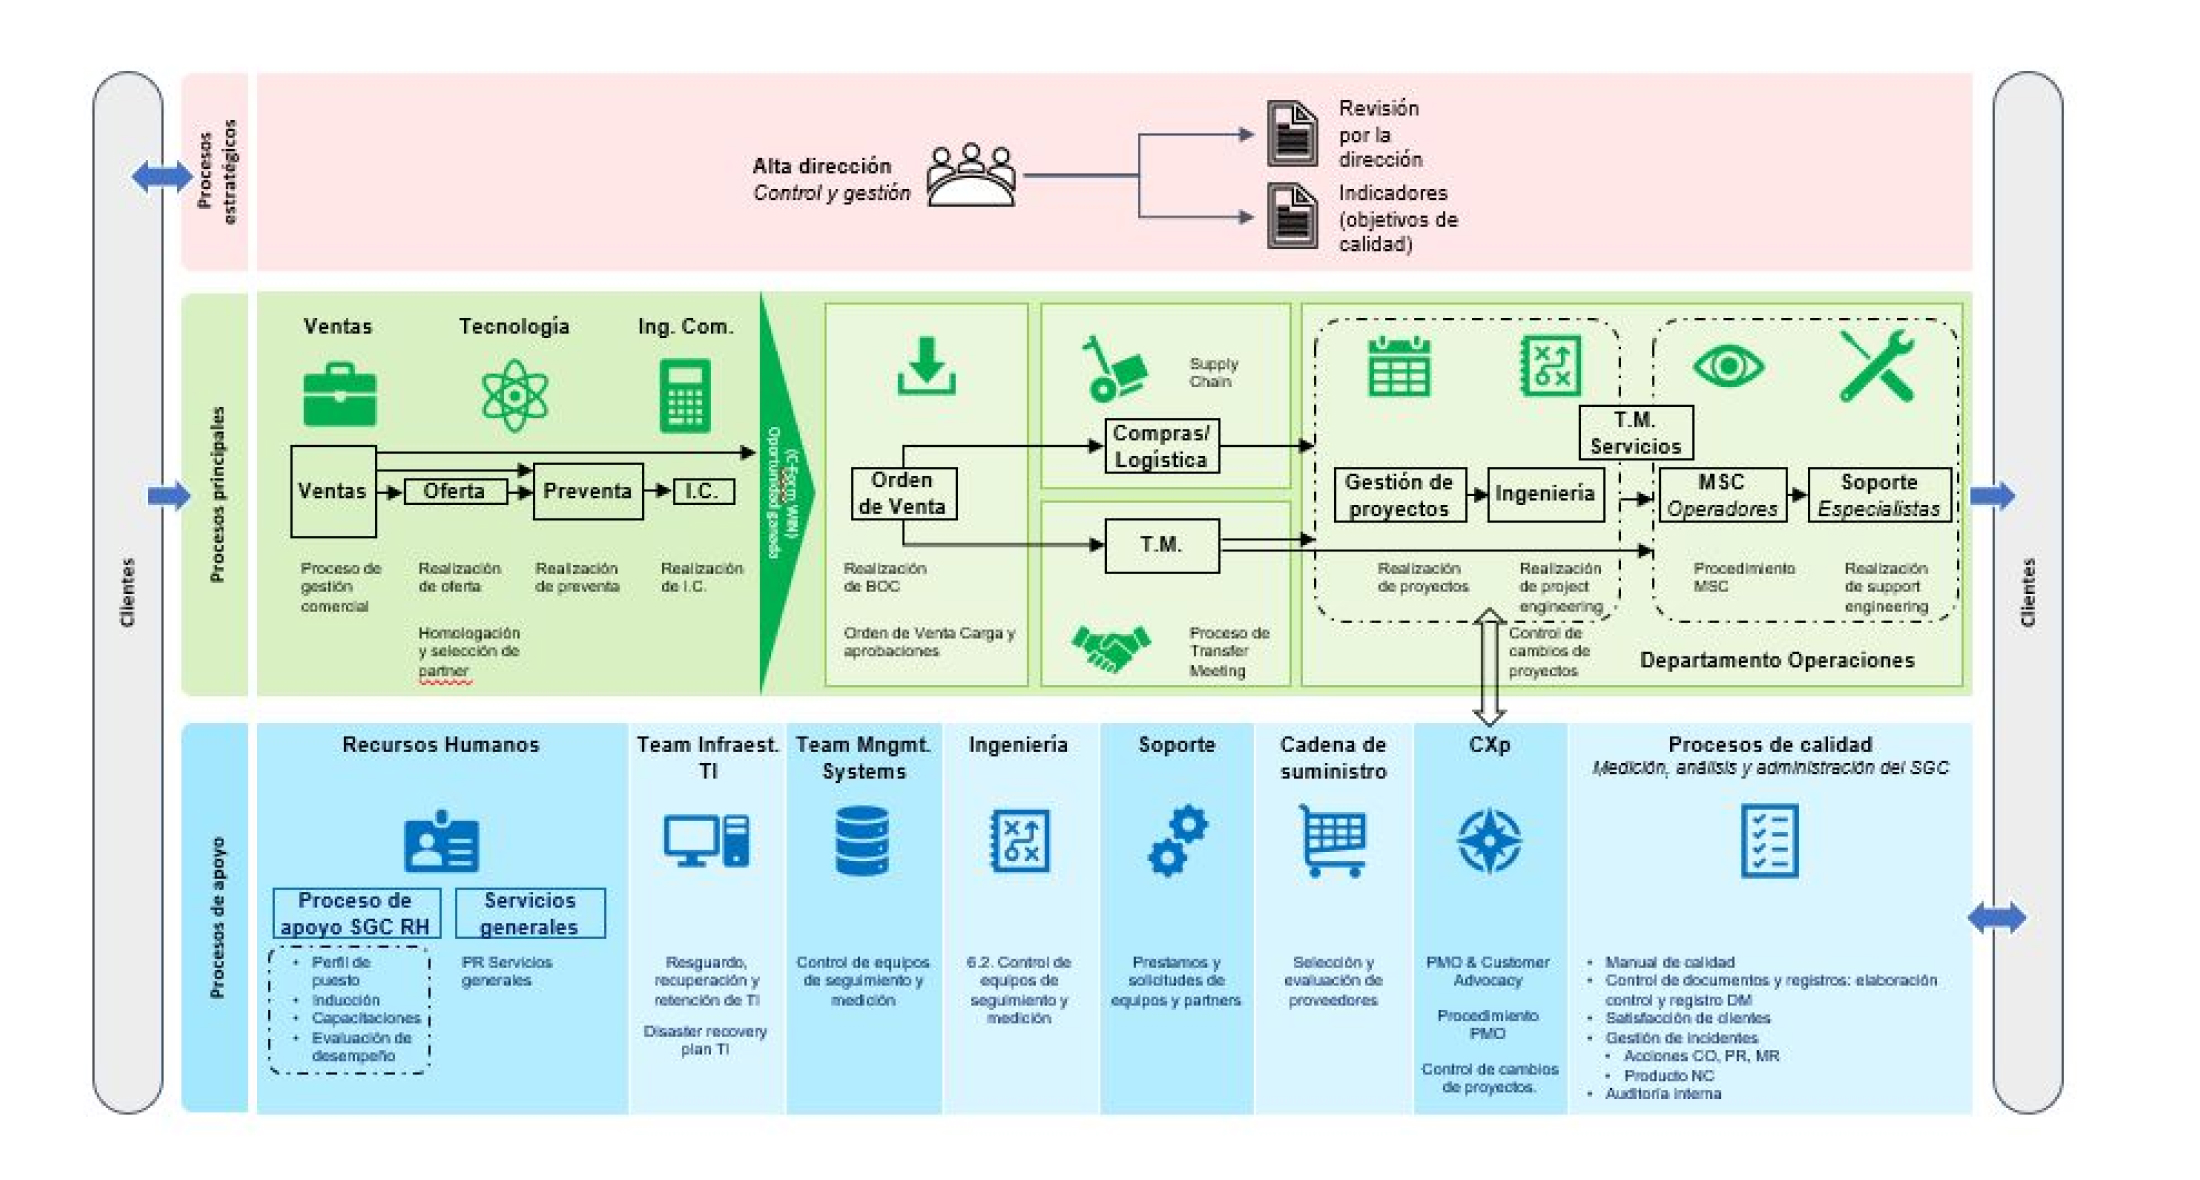 Clientes
Procesos
estratégicos
Alta dirección
Control y gestión
Revisión
por la
dirección
Indicadores
(objetivos de
calidad)
Procesos principales
Ventas
Tecnología
Ing. Com.
Ventas
Oferta
Preventa
I.C.
Proceso de
gestión
comercial
Realización
de oferta
Homologación
y selección de
partner
Realización
de preventa
Realización
de I.C.
Oportunidad ganada
(C-Form WIN)
Orden
de Venta
Realización
de BOC
Orden de Venta Carga y
aprobaciones
Supply
Chain
Compras/
Logística
T.M.
Proceso de
Transfer
Meeting
T.M.
Servicios
Gestión de
proyectos
Ingeniería
MSC
Operadores
Soporte
Especialistas
Realización
de proyectos
Realización
de project
engineering
Procedimiento
MSC
Realización
de support
engineering
Control de
cambios de
proyectos
Departamento Operaciones
Procesos de apoyo
Recursos Humanos
Proceso de
apoyo SGC RH
• Perfil de
puesto
• Inducción
• Capacitaciones
• Evaluación de
desempeño
Servicios
generales
PR Servicios
generales
Team Infraest.
TI
Resguardo,
recuperación y
retención de TI
Disaster recovery
plan TI
Team Mngmt.
Systems
Control de equipos
de seguimiento y
medición
Ingeniería
6.2. Control de
equipos de
seguimiento y
medición
Soporte
Prestamos y
solicitudes de
equipos y partners
Cadena de
suministro
Selección y
evaluación de
proveedores
CXp
PMO & Customer
Advocacy
Procedimiento
PMO
Control de cambios
de proyectos.
Procesos de calidad
Medición, análisis y administración del SGC
• Manual de calidad
• Control de documentos y registros: elaboración
control y registro DM
• Satisfacción de clientes
• Gestión de incidentes
• Acciones CO, PR, MR
• Producto NC
• Auditoría interna
Clientes